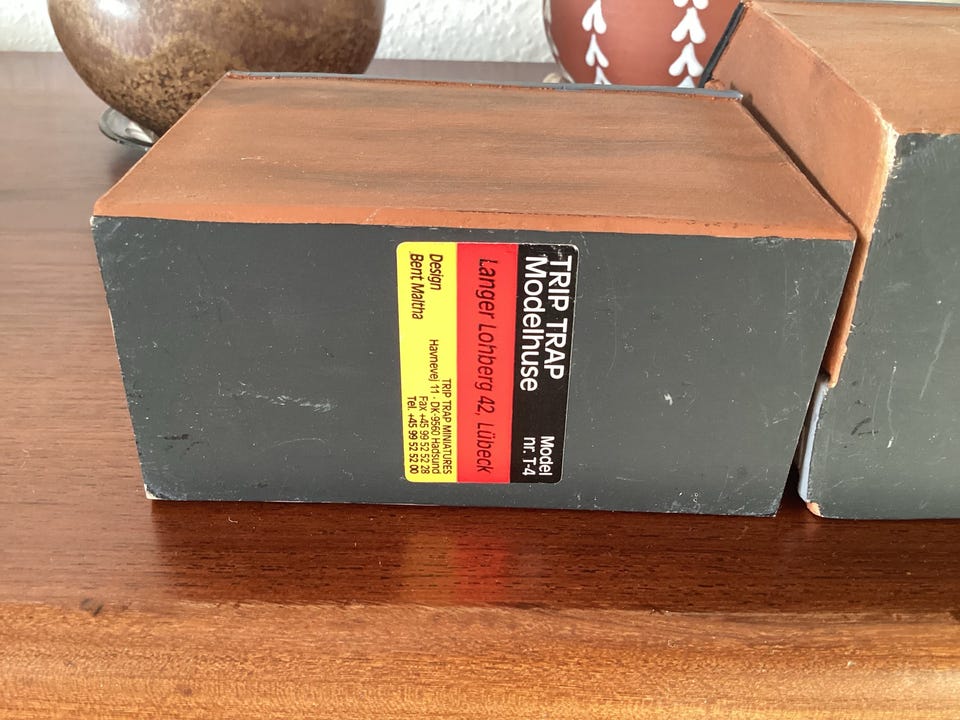 TRIP TRAP
Modelhuse
Model
nr. T-4
Langer Lohberg 42, Lübeck
Design
Bent Maltha
TRIP TRAP MINIATURES
Havnevej 11 - DK-9560 Hadsund
Fax +45 99 52 52 28
Tel. +45 99 52 52 00